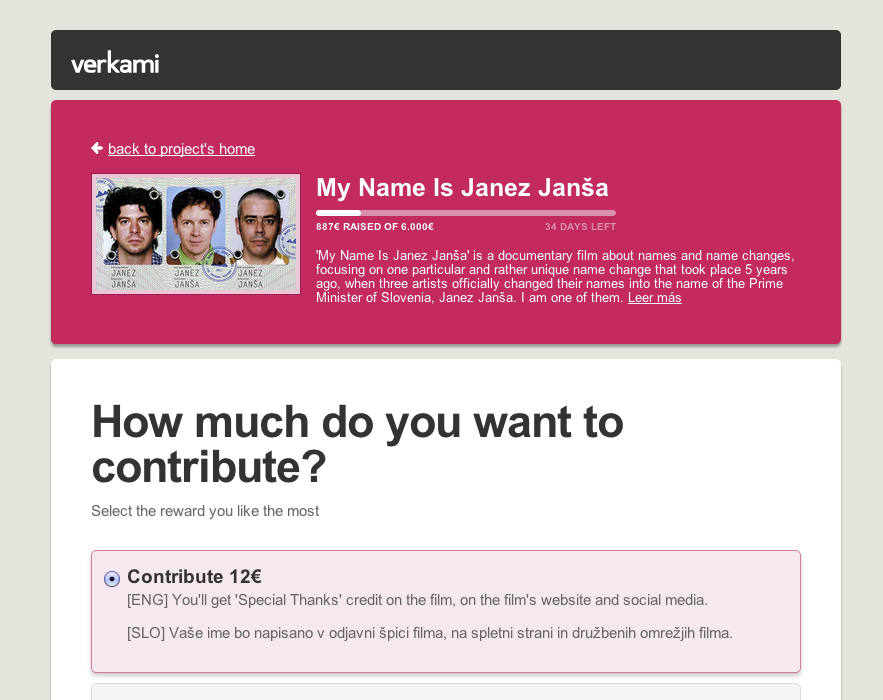 verkami
back to project's home
JANEZ
JANŠA
JANEZ
JANŠA
JANEZ
JANŠA
My Name Is Janez Janša
887€ RAISED OF 6.000€
34 DAYS LEFT
'My Name Is Janez Janša' is a documentary film about names and name changes,
focusing on one particular and rather unique name change that took place 5 years
ago, when three artists officially changed their names into the name of the Prime
Minister of Slovenia, Janez Janša. I am one of them. Leer más
How much do you want to
contribute?
Select the reward you like the most
Contribute 12€
[ENG] You'll get 'Special Thanks' credit on the film, on the film's website and social media.
[SLO] Vaše ime bo napisano v odjavni špici filma, na spletni strani in družbenih omrežjih filma.